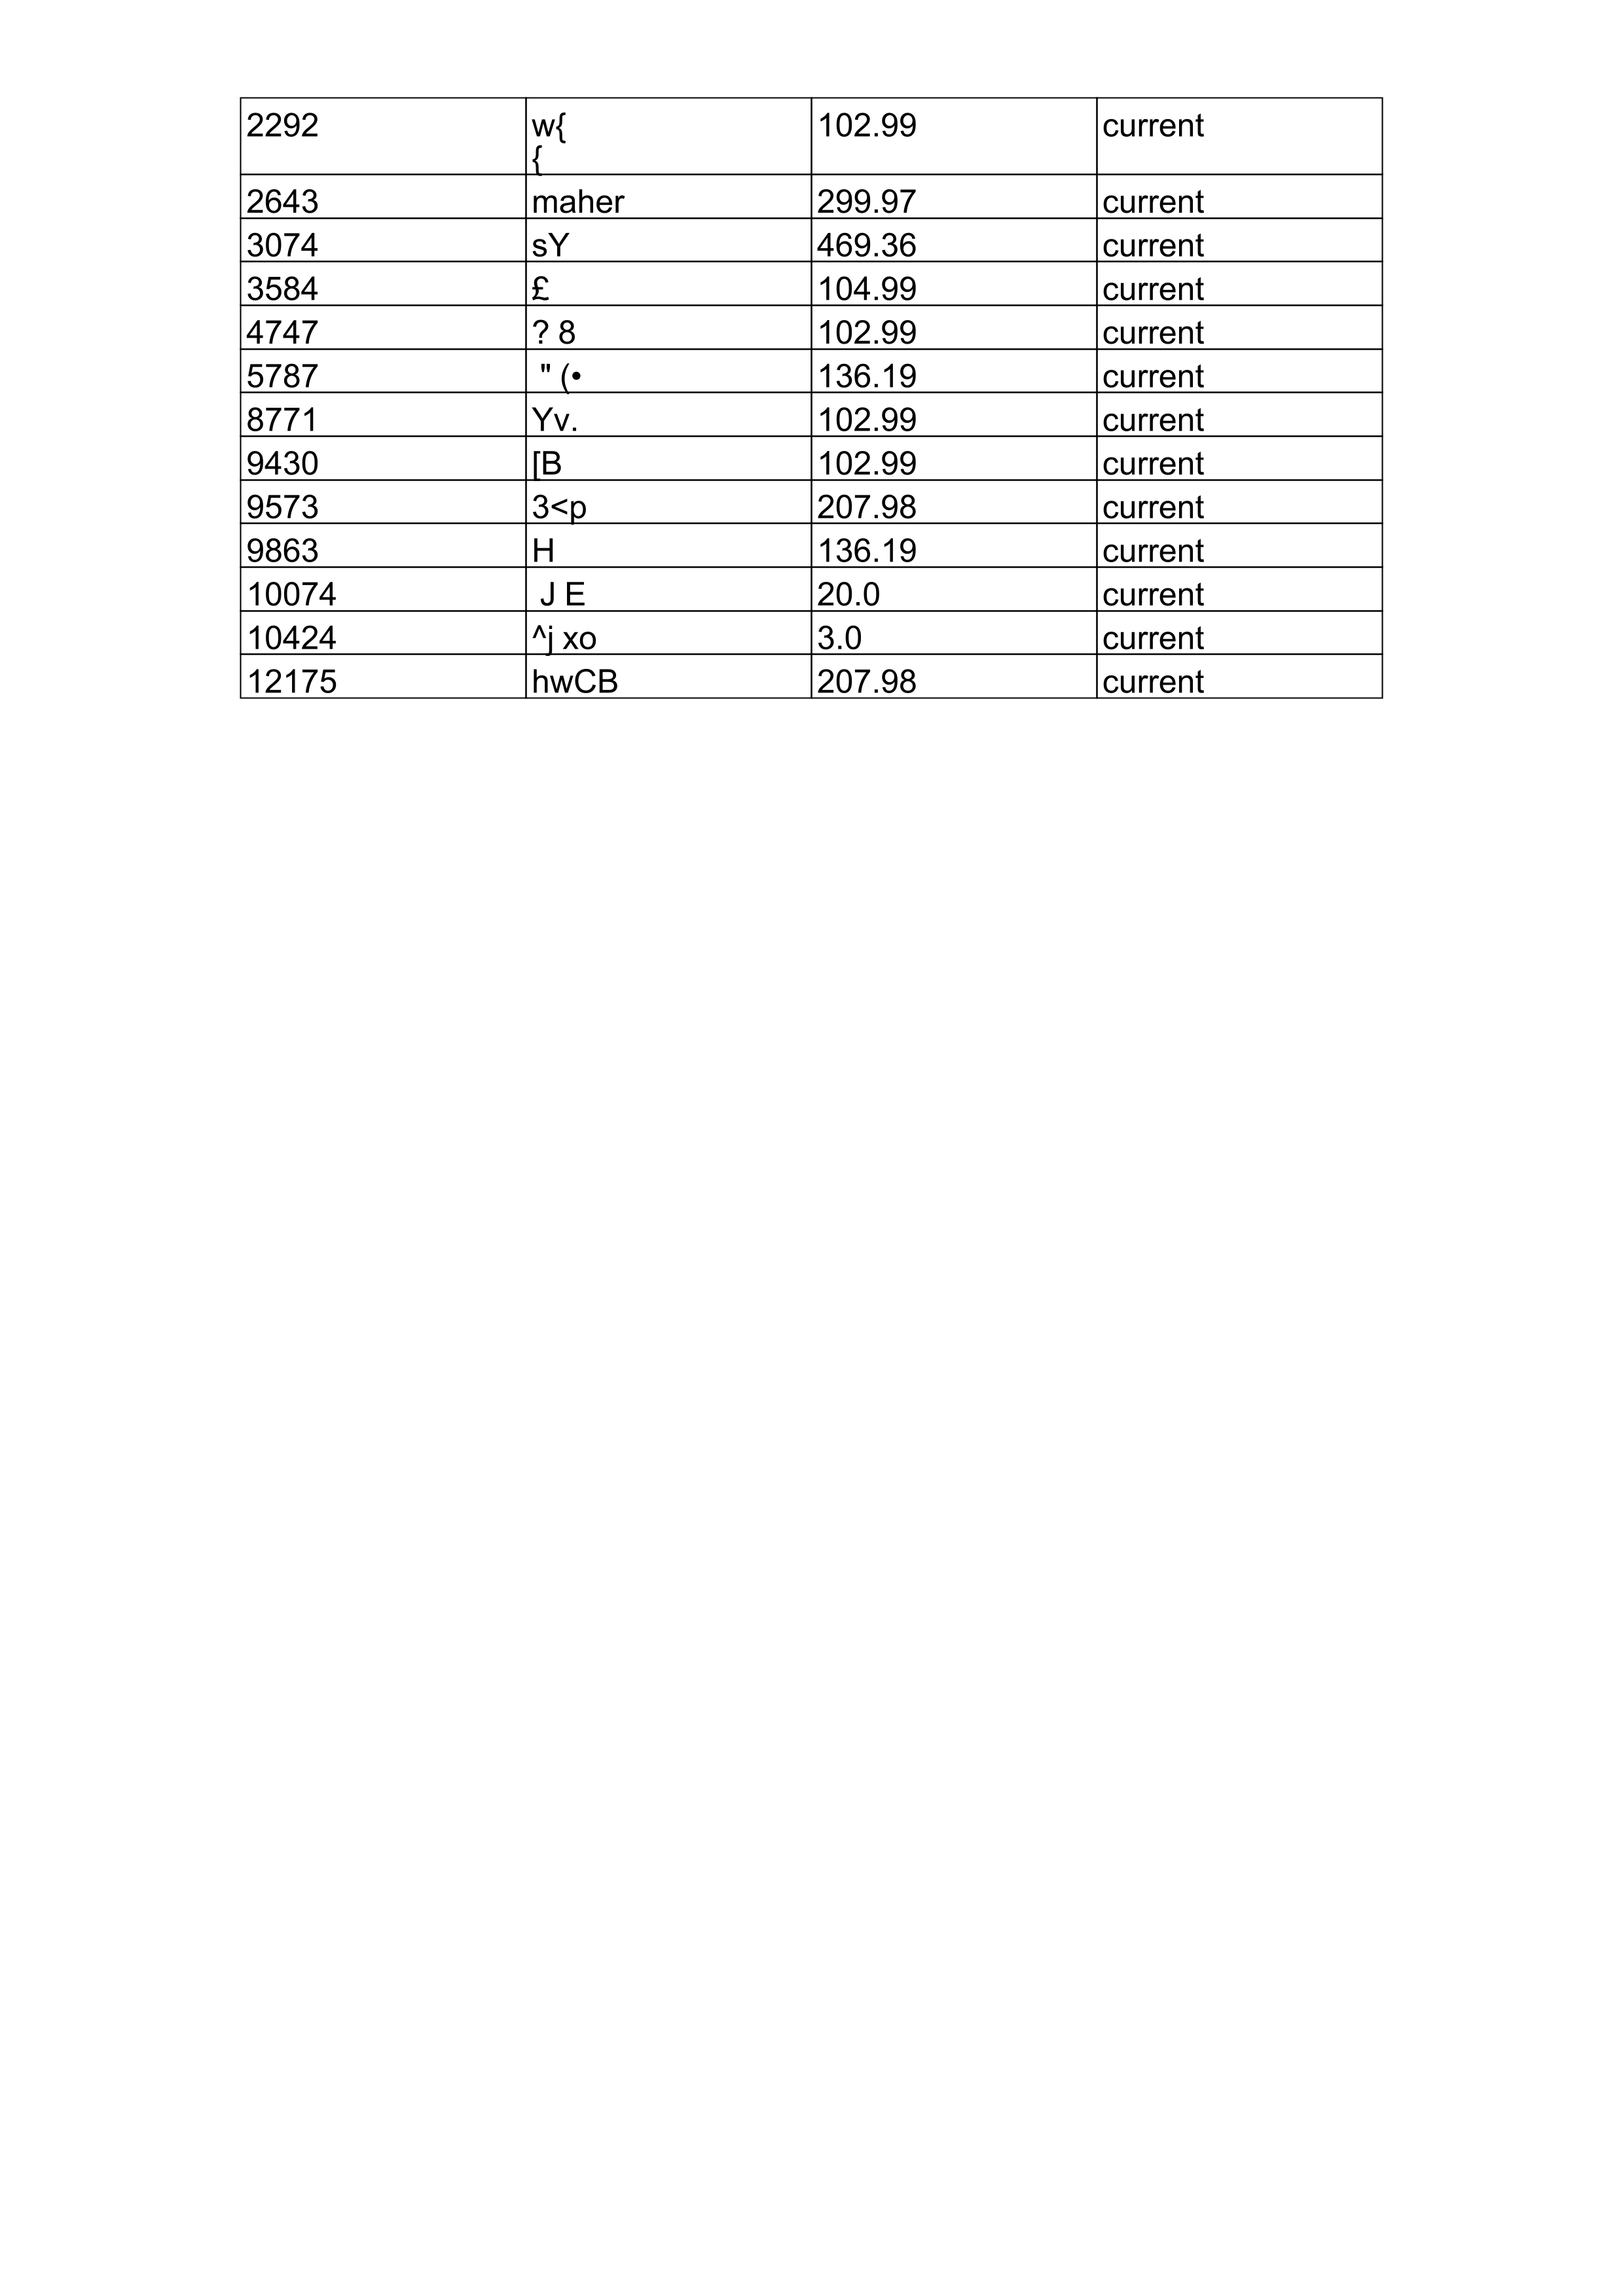 2292 w{ 102.99 current
{
2643 maher 299.97 current
3074 sY 469.36 current
3584 £ 104.99 current
4747 ? 8 102.99 current
5787 " (• 136.19 current
8771 Yv. 102.99 current
9430 [B 102.99 current
9573 3<p 207.98 current
9863 H 136.19 current
10074 J E 20.0 current
10424 ^j xo 3.0 current
12175 hwCB 207.98 current